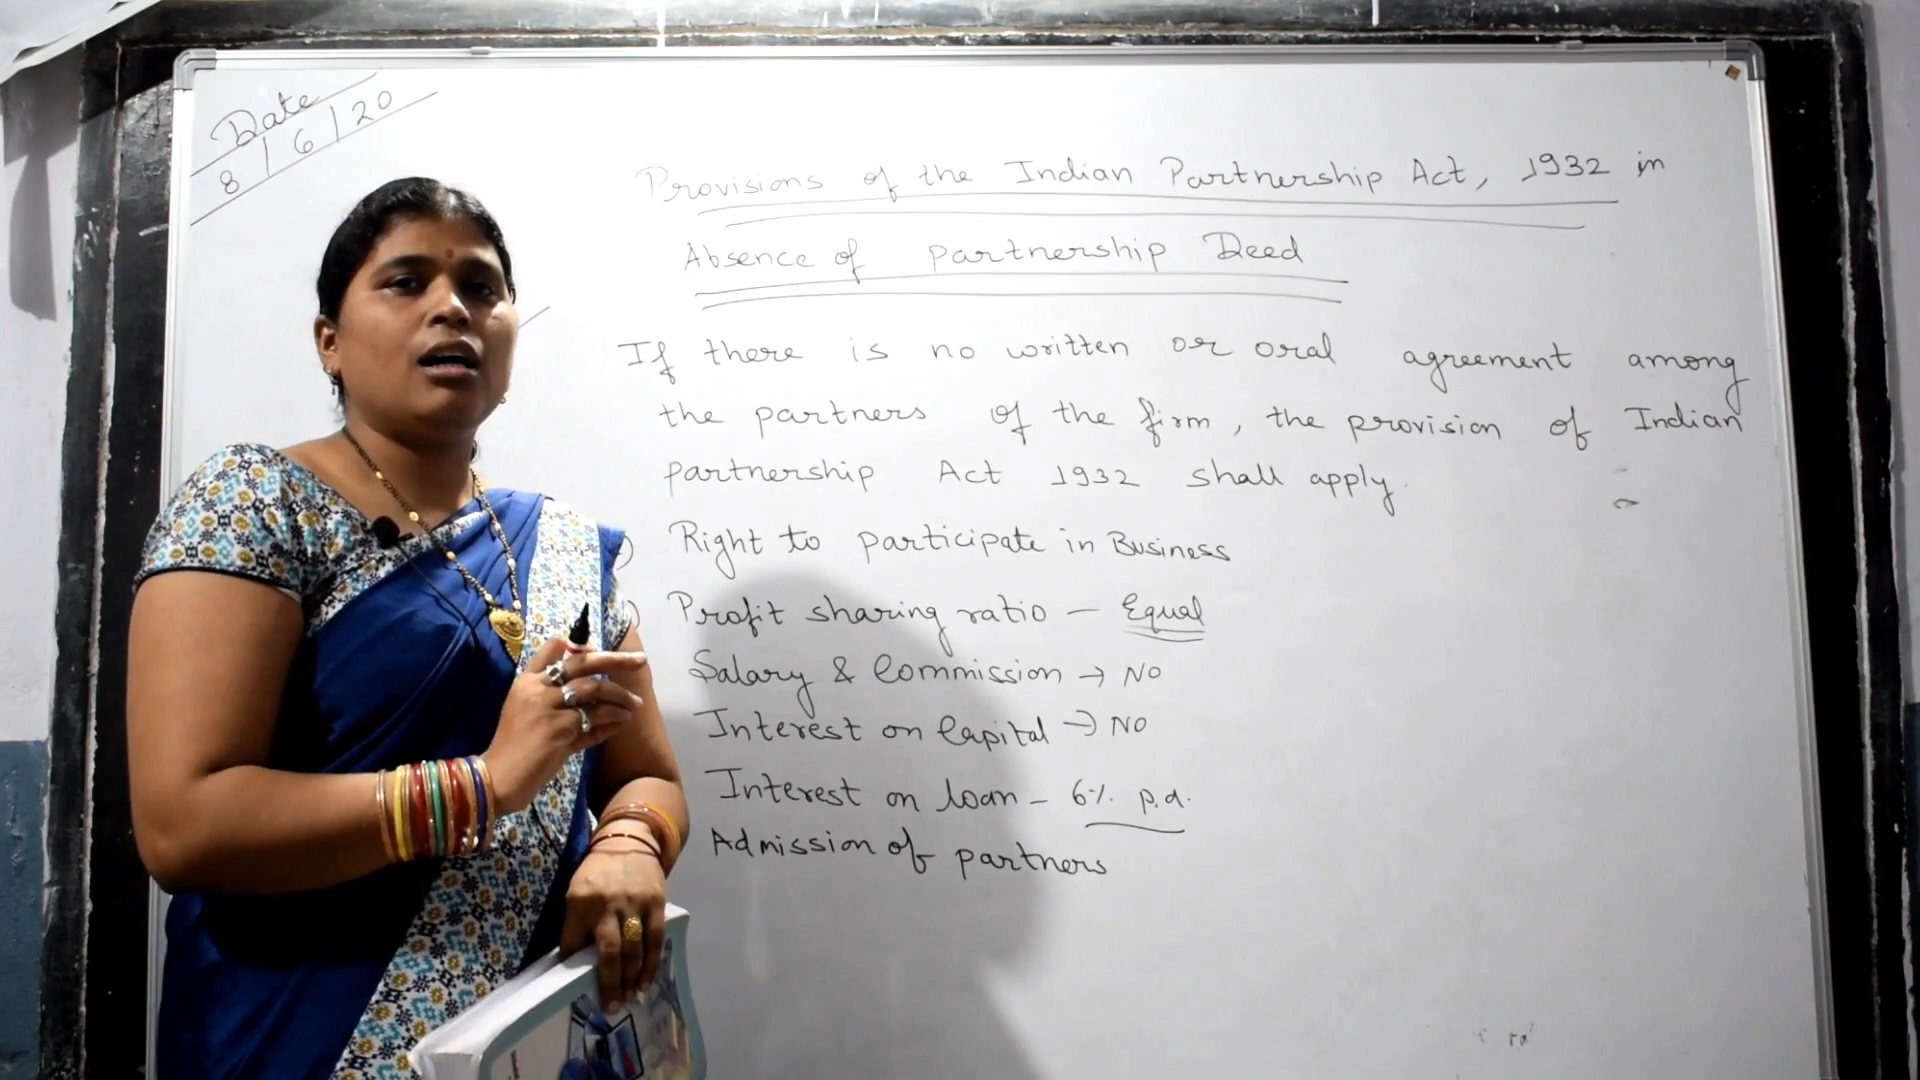 Date
8/6/20
Provisions of the Indian Partnership Act, 1932 in
Absence of partnership Deed
If there is no written or oral agreement among
the partners of the firm, the provision of Indian
partnership Act 1932 shall apply.
) Right to participate in Business
) Profit sharing ratio — Equal
Salary & Commission → NO
Interest on Capital → NO
Interest on loan - 6% p.a.
Admission of partners